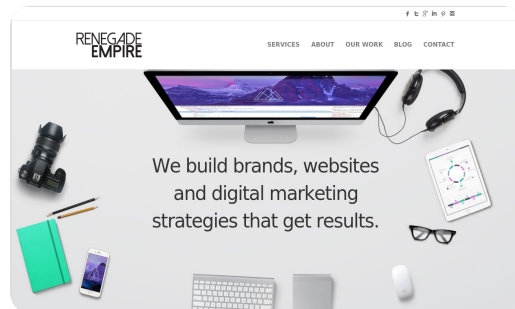 RENEGADE
EMPIRE
SERVICES ABOUT OUR WORK BLOG CONTACT
We build brands, websites
and digital marketing
strategies that get results.